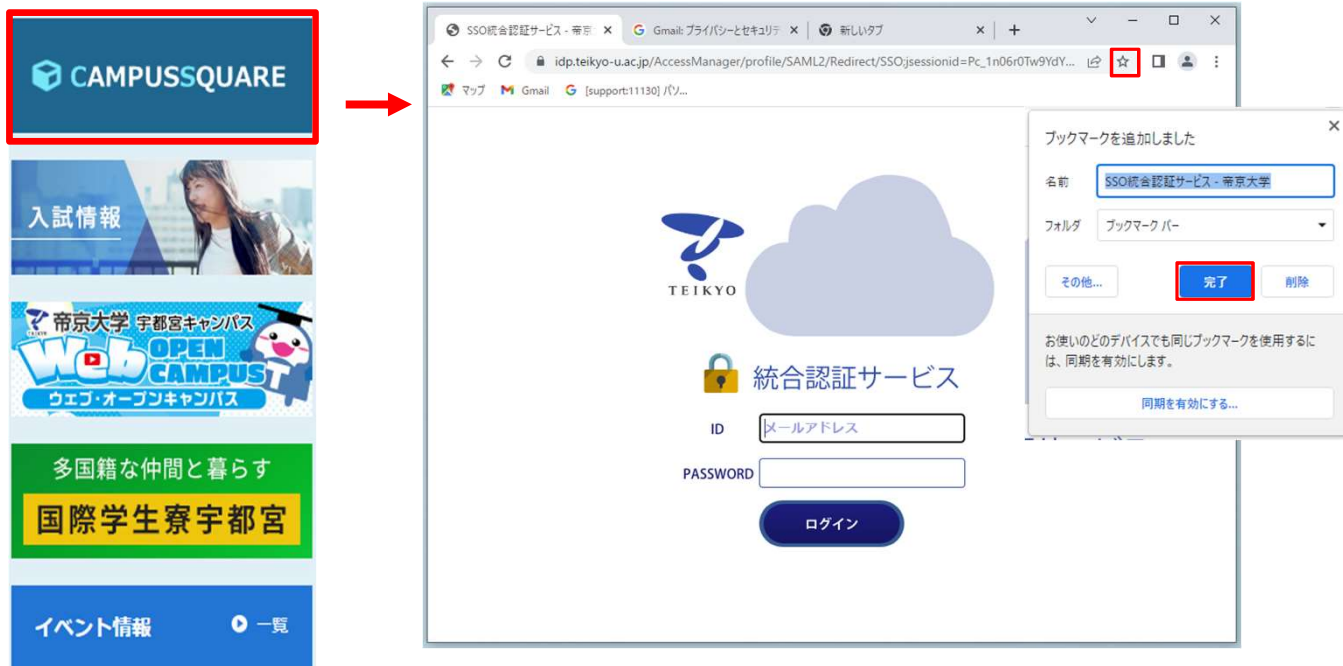 CAMPUSSQUARE
入試情報
帝京大学 宇都宮キャンパス
Web OPEN CAMPUS
ウエブ・オープンキャンパス
多国籍な仲間と暮らす
国際学生寮宇都宮
イベント情報 一覧
SSO統合認証サービス - 帝京 Gmail: プライバシーとセキュリテ 新しいタブ
idp.teikyo-u.ac.jp/AccessManager/profile/SAML2/Redirect/SSO;jsessionid=Pc_1n06r0Tw9YdY...
マップ Gmail [support:11130] パソ...
TEIKYO
統合認証サービス
ID メールアドレス
PASSWORD
ログイン
ブックマークを追加しました
名前 SSO統合認証サービス - 帝京大学
フォルダ ブックマーク バー
その他... 完了 削除
お使いのどのデバイスでも同じブックマークを使用するに
は、同期を有効にします。
同期を有効にする...